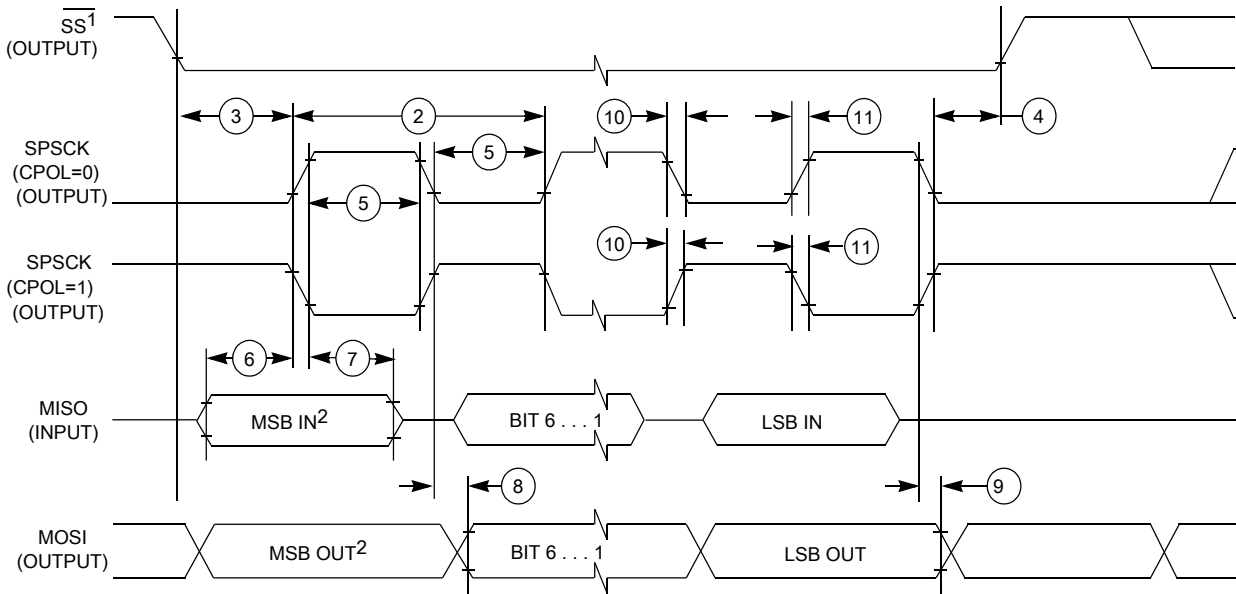 SS¹
(OUTPUT)
3
2
10
11
4
SPSCK
(CPOL=0)
(OUTPUT)
5
5
SPSCK
(CPOL=1)
(OUTPUT)
10
11
6
7
MISO
(INPUT)
MSB IN²
BIT 6 . . . 1
LSB IN
8
9
MOSI
(OUTPUT)
MSB OUT²
BIT 6 . . . 1
LSB OUT